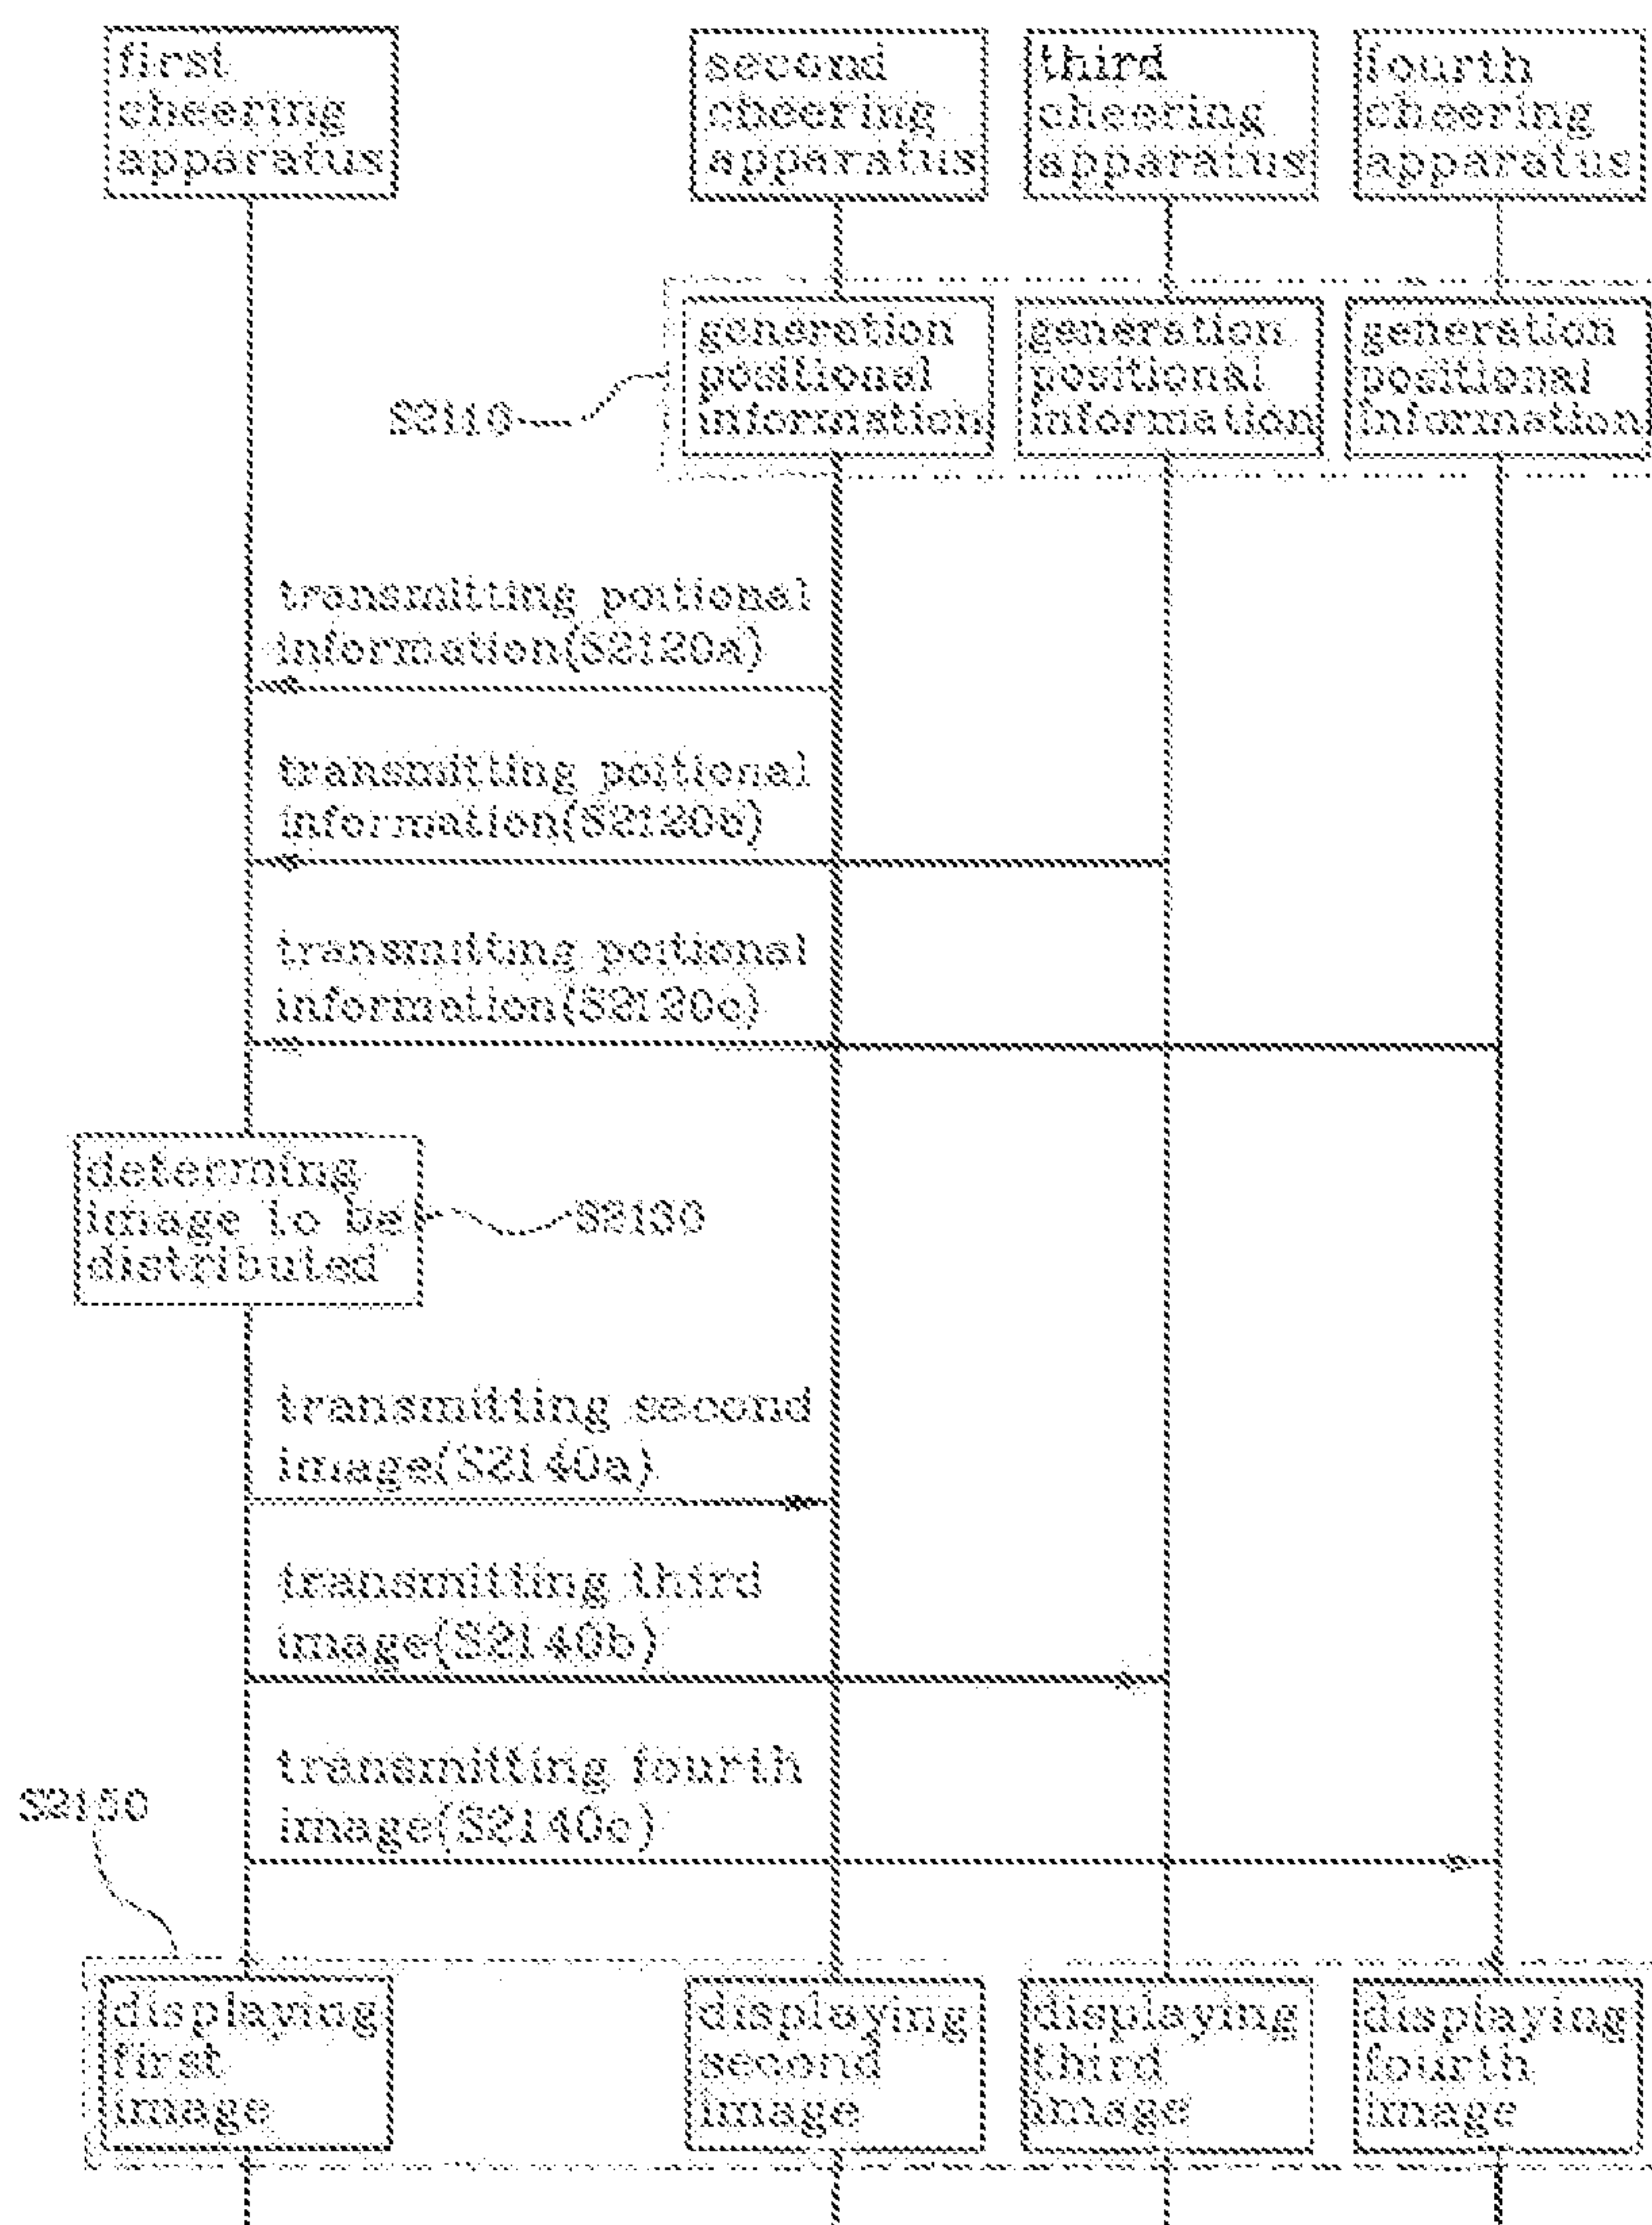 first
cheering
apparatus
second
cheering
apparatus
third
cheering
apparatus
fourth
cheering
apparatus
generation
positional
information
generation
positional
information
generation
positional
information
S2110
transmitting poitional
information(S2120a)
transmitting poitional
information(S2120b)
transmitting poitional
information(S2120c)
determing
image to be
distributed
S2130
transmitting second
image(S2140a)
transmitting third
image(S2140b)
transmitting fourth
image(S2140c)
S2150
displaying
first
image
displaying
second
image
displaying
third
image
displaying
fourth
image